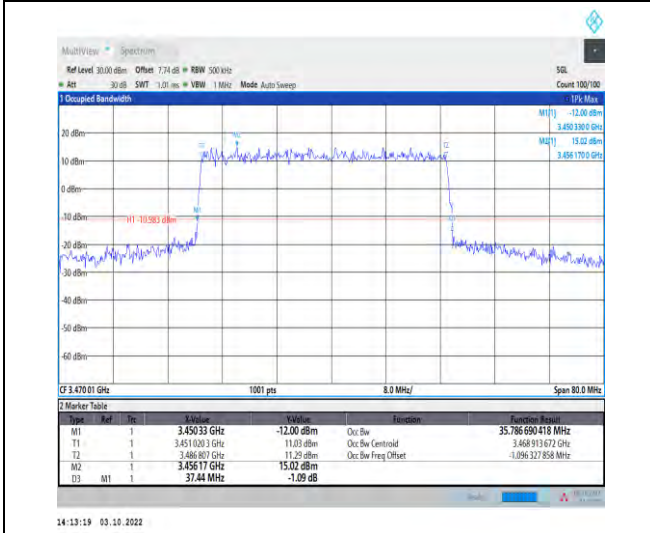 MultiView Spectrum
Ref Level 30.00 dBm Offset 7.74 dB RBW 500 kHz SGL
Att 30 dB SWT 1.01 ms VBW 1 MHz Mode Auto Sweep Count 100/100
1 Occupied Bandwidth 1Pk Max
M1[1] -12.00 dBm
3.450 330 0 GHz
M2[1] 15.02 dBm
3.456 170 0 GHz
20 dBm
10 dBm
0 dBm
-10 dBm
H1 -10.583 dBm
-20 dBm
-30 dBm
-40 dBm
-50 dBm
-60 dBm
M1
M2
T1
T2
CF 3.470 01 GHz 1001 pts 8.0 MHz/ Span 80.0 MHz
2 Marker Table
Type Ref Trc X-Value Y-Value Function Function Result
M1 1 3.450 33 GHz -12.00 dBm Occ Bw 35.786 690 418 MHz
T1 1 3.451 020 3 GHz 11.03 dBm Occ Bw Centroid 3.468 913 672 GHz
T2 1 3.486 807 GHz 11.29 dBm Occ Bw Freq Offset -1.096 327 858 MHz
M2 1 3.456 17 GHz 15.02 dBm
D3 M1 1 37.44 MHz -1.09 dB
14:13:19 03.10.2022